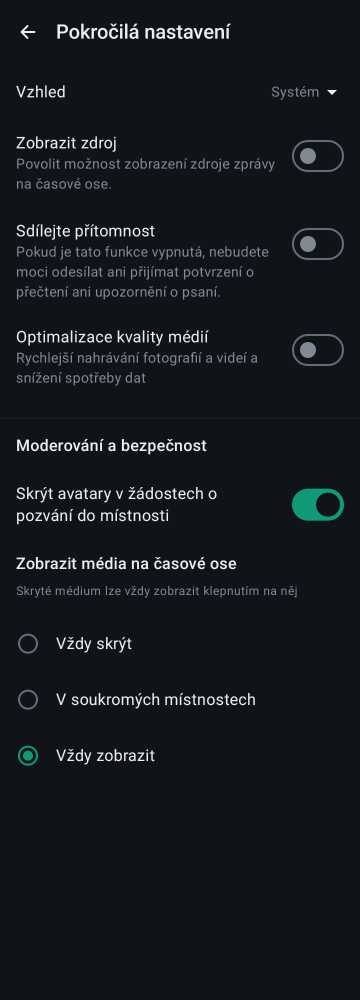 Pokročilá nastavení
Vzhled
Systém
Zobrazit zdroj
Povolit možnost zobrazení zdroje zprávy
na časové ose.
Sdílejte přítomnost
Pokud je tato funkce vypnutá, nebudete
moci odesílat ani přijímat potvrzení o
přečtení ani upozornění o psaní.
Optimalizace kvality médií
Rychlejší nahrávání fotografií a videí a
snížení spotřeby dat
Moderování a bezpečnost
Skrýt avatary v žádostech o
pozvání do místnosti
Zobrazit média na časové ose
Skryté médium lze vždy zobrazit klepnutím na něj
Vždy skrýt
V soukromých místnostech
Vždy zobrazit